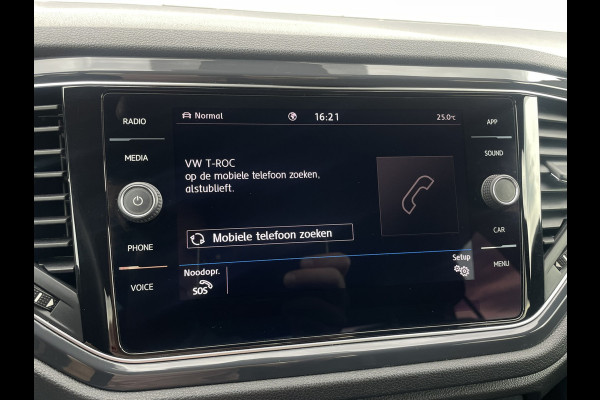 Normal 16:21 25.0°C
RADIO
MEDIA
PHONE
VOICE
VW T-ROC
op de mobiele telefoon zoeken,
alstublieft.
Mobiele telefoon zoeken
Noodopr.
SOS
Setup
APP
SOUND
CAR
MENU